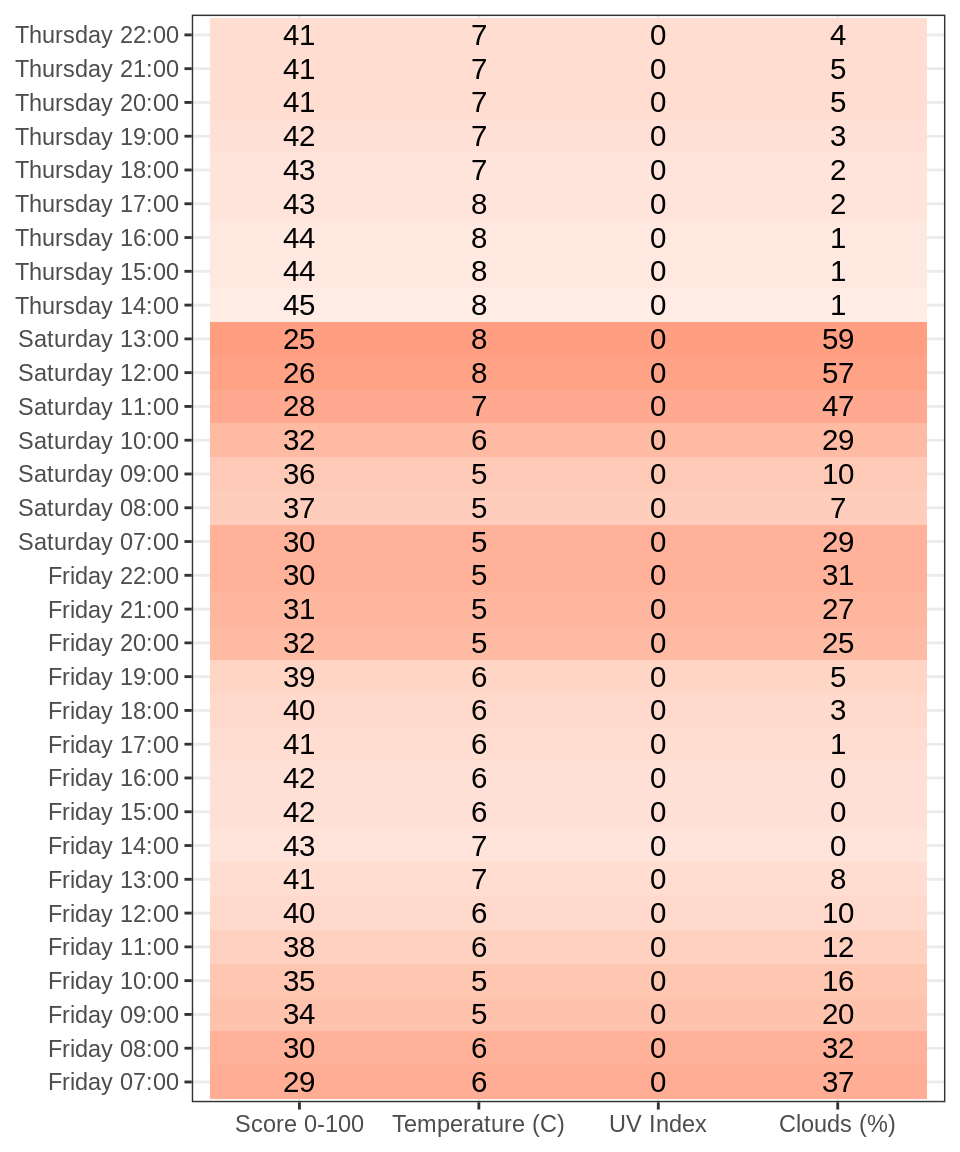 Thursday 22:00 41 7 0 4
Thursday 21:00 41 7 0 5
Thursday 20:00 41 7 0 5
Thursday 19:00 42 7 0 3
Thursday 18:00 43 7 0 2
Thursday 17:00 43 8 0 2
Thursday 16:00 44 8 0 1
Thursday 15:00 44 8 0 1
Thursday 14:00 45 8 0 1
Saturday 13:00 25 8 0 59
Saturday 12:00 26 8 0 57
Saturday 11:00 28 7 0 47
Saturday 10:00 32 6 0 29
Saturday 09:00 36 5 0 10
Saturday 08:00 37 5 0 7
Saturday 07:00 30 5 0 29
Friday 22:00 30 5 0 31
Friday 21:00 31 5 0 27
Friday 20:00 32 5 0 25
Friday 19:00 39 6 0 5
Friday 18:00 40 6 0 3
Friday 17:00 41 6 0 1
Friday 16:00 42 6 0 0
Friday 15:00 42 6 0 0
Friday 14:00 43 7 0 0
Friday 13:00 41 7 0 8
Friday 12:00 40 6 0 10
Friday 11:00 38 6 0 12
Friday 10:00 35 5 0 16
Friday 09:00 34 5 0 20
Friday 08:00 30 6 0 32
Friday 07:00 29 6 0 37
Score 0-100 Temperature (C) UV Index Clouds (%)